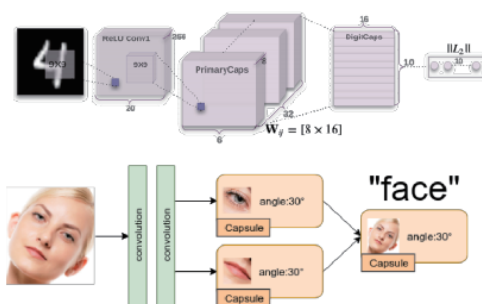 16
ReLU Conv1
256
DigitCaps
||L₂||
9X9
9X9
PrimaryCaps
10
10
20
32
W_ij = [8 × 16]
6
"face"
convolution
convolution
angle:30°
Capsule
angle:30°
Capsule
angle:30°
Capsule